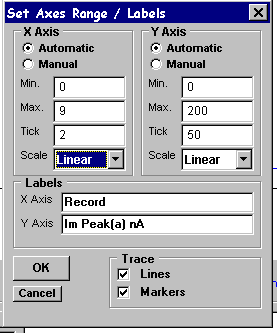 Set Axes Range / Labels
X Axis Y Axis
Automatic Automatic
Manual Manual
Min. 0 Min. 0
Max. 9 Max. 200
Tick 2 Tick 50
Scale Linear Scale Linear
Labels
X Axis Record
Y Axis Im Peak(a) nA
OK Trace
Lines
Cancel Markers